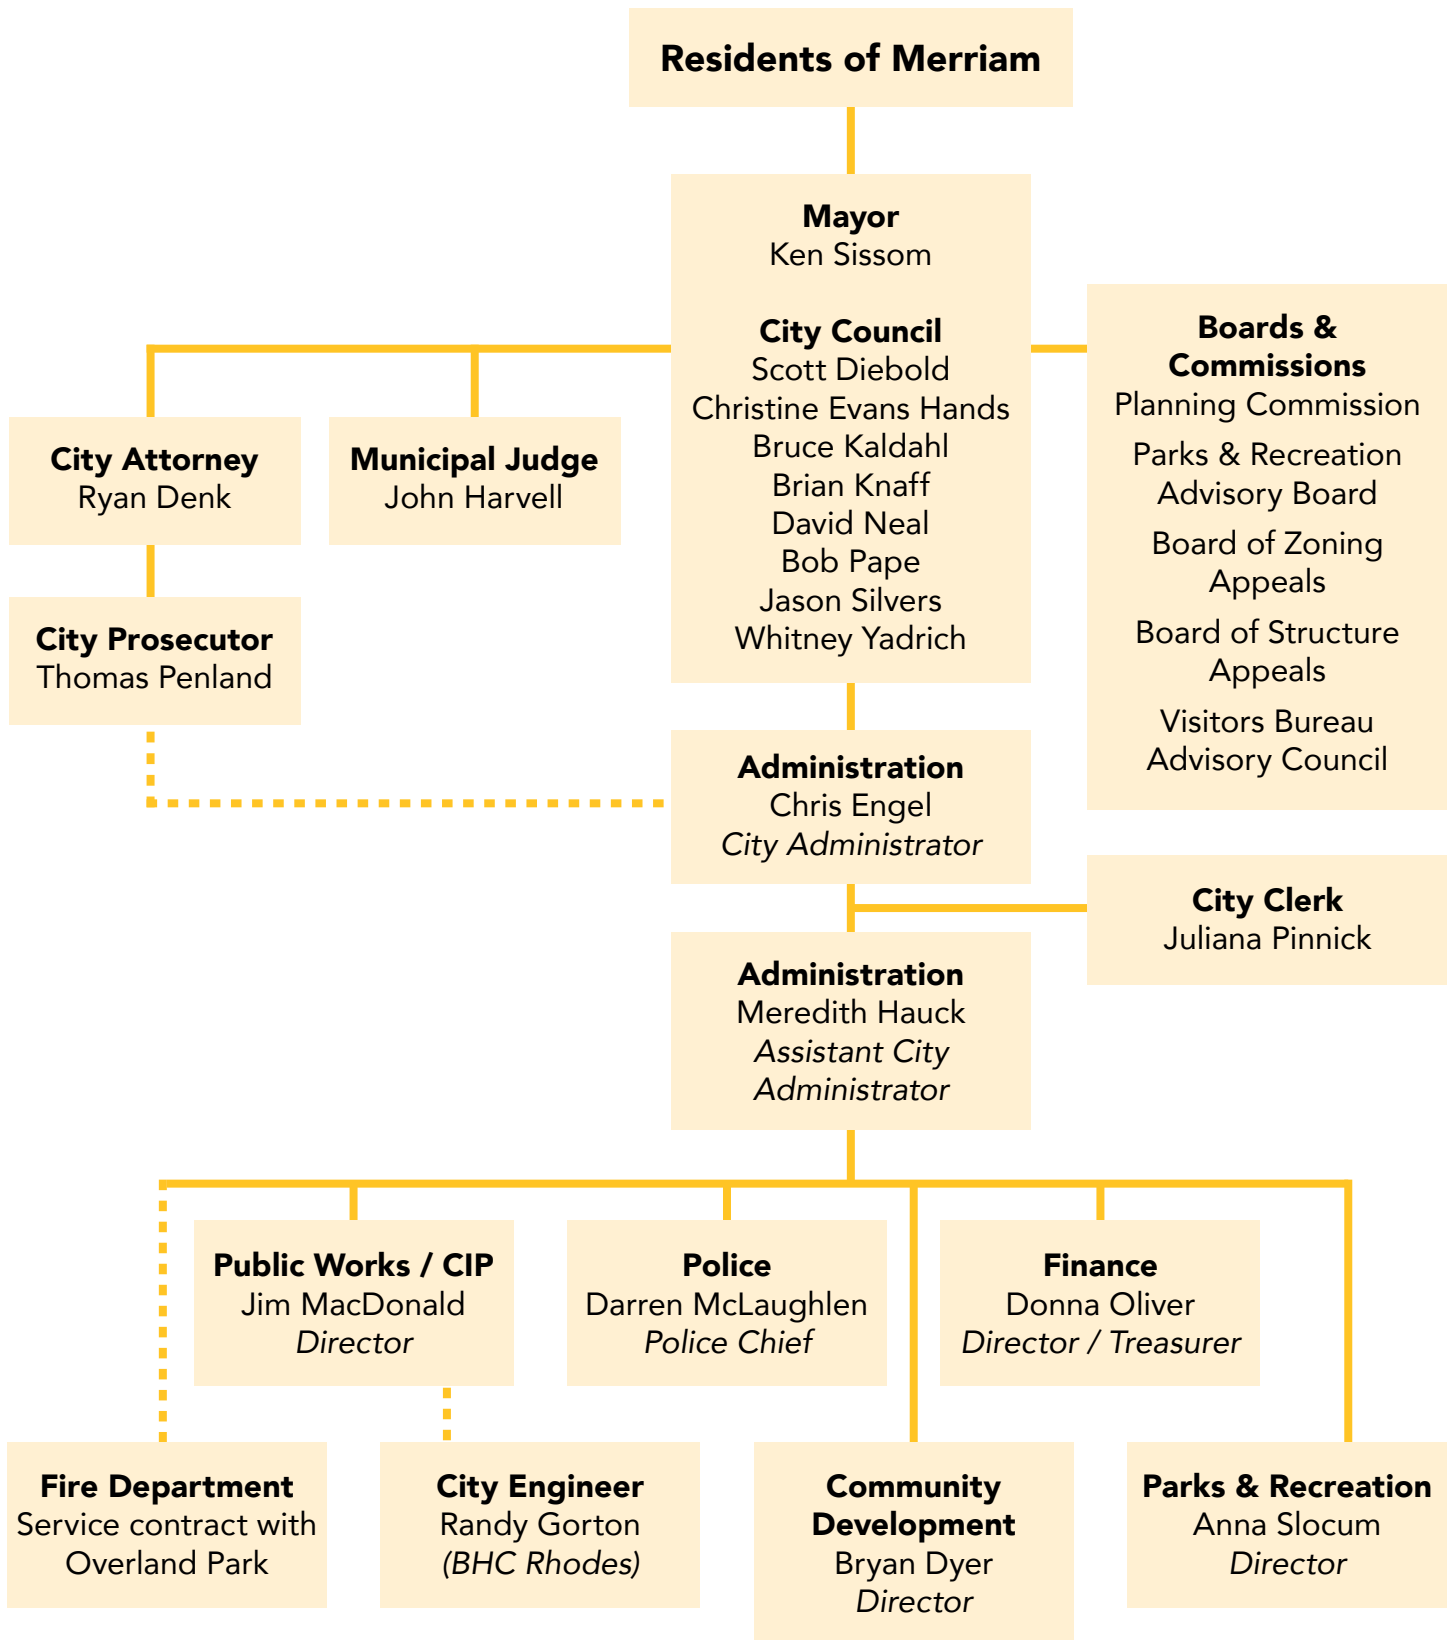 Residents of Merriam
Mayor
Ken Sissom
City Council
Scott Diebold
Christine Evans Hands
Bruce Kaldahl
Brian Knaff
David Neal
Bob Pape
Jason Silvers
Whitney Yadrich
Boards &
Commissions
Planning Commission
Parks & Recreation
Advisory Board
Board of Zoning
Appeals
Board of Structure
Appeals
Visitors Bureau
Advisory Council
City Attorney
Ryan Denk
Municipal Judge
John Harvell
City Prosecutor
Thomas Penland
Administration
Chris Engel
City Administrator
City Clerk
Juliana Pinnick
Administration
Meredith Hauck
Assistant City
Administrator
Public Works / CIP
Jim MacDonald
Director
Police
Darren McLaughlen
Police Chief
Finance
Donna Oliver
Director / Treasurer
Fire Department
Service contract with
Overland Park
City Engineer
Randy Gorton
(BHC Rhodes)
Community
Development
Bryan Dyer
Director
Parks & Recreation
Anna Slocum
Director